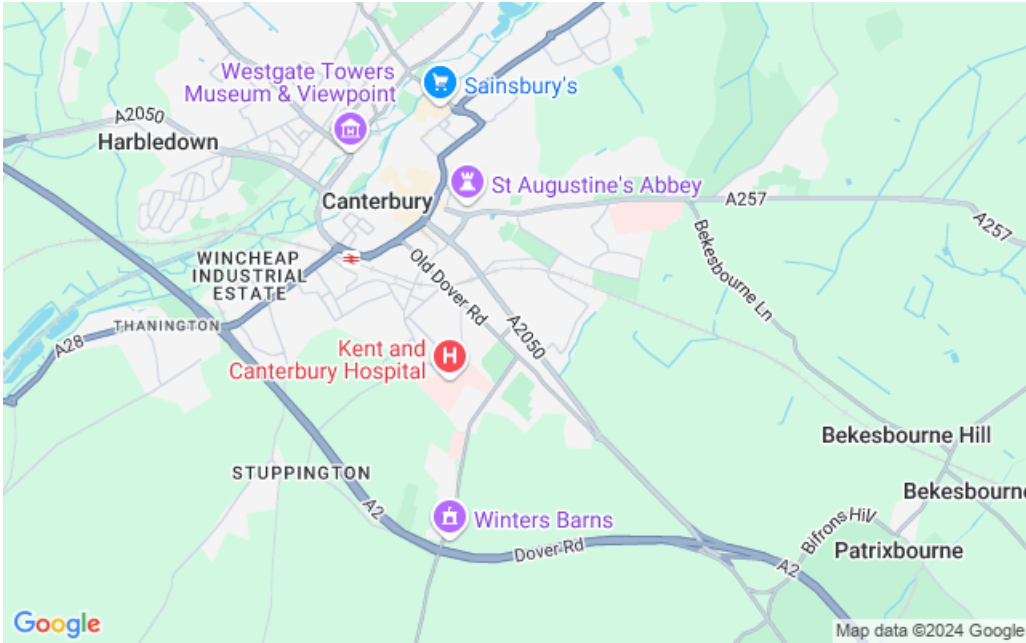 Westgate Towers
Museum & Viewpoint
Sainsbury's
A2050
Harbledown
St Augustine's Abbey
Canterbury
A257
A257
WINCHEAP
INDUSTRIAL
ESTATE
Old Dover Rd
Bekesbourne Ln
THANINGTON
A28
A2050
Kent and
Canterbury Hospital
H
Bekesbourne Hill
STUPPINGTON
Bekesbourne
A2
Winters Barns
Bifrons Hil
Dover Rd
Patrixbourne
A2
Google
Map data ©2024 Google